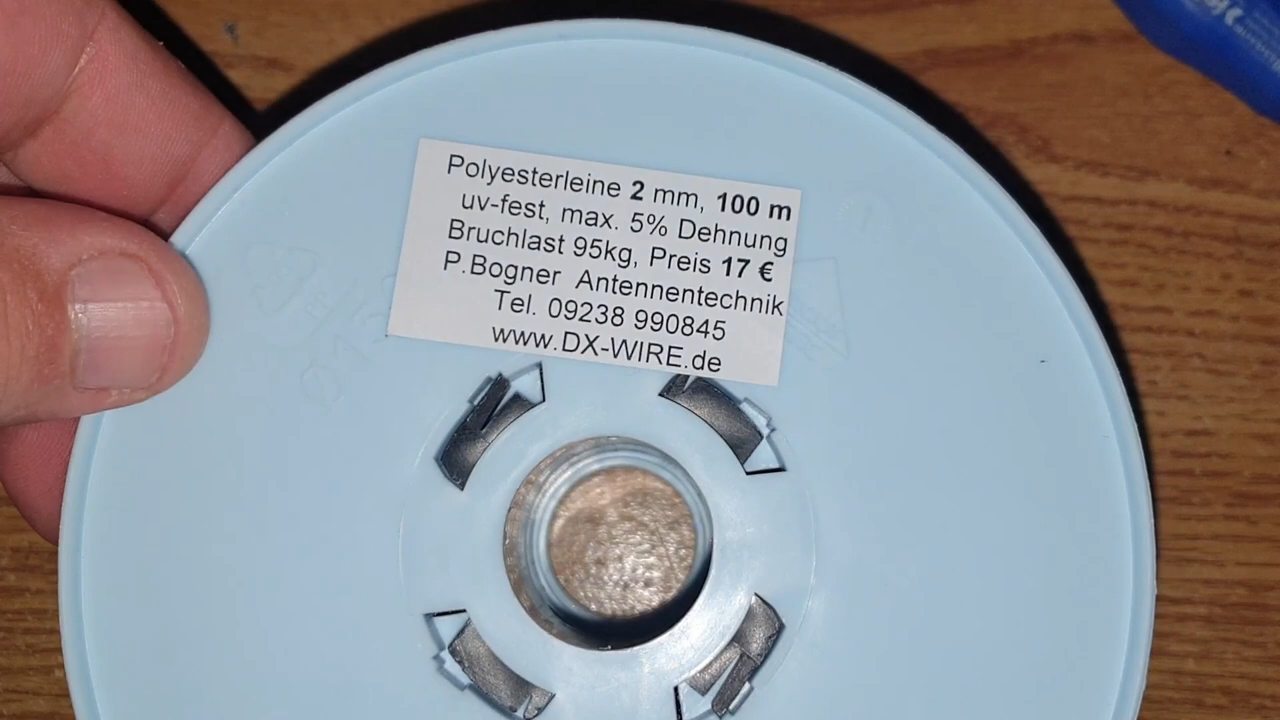 Polyesterleine 2 mm, 100 m
uv-fest, max. 5% Dehnung
Bruchlast 95kg, Preis 17 €
P.Bogner Antennentechnik
Tel. 09238 990845
www.DX-WIRE.de